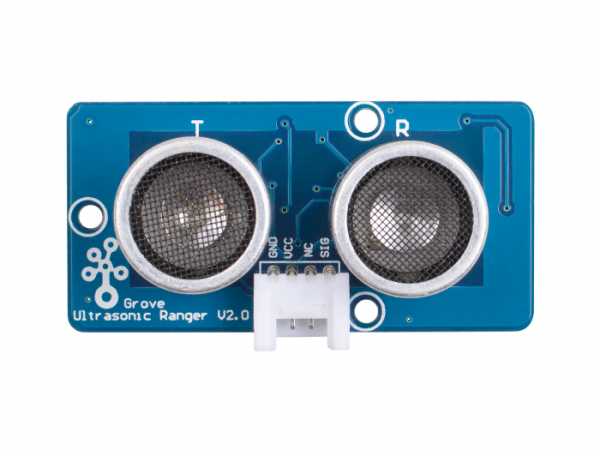 T
R
GND
VCC
NC
SIG
Grove
Ultrasonic Ranger V2.0